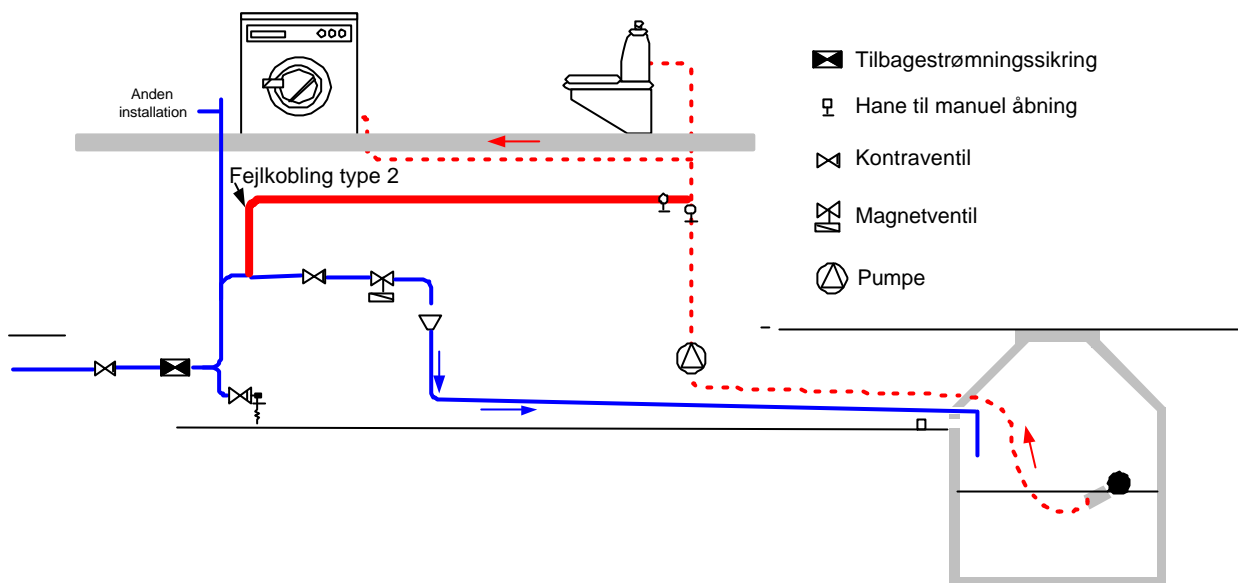 Anden
installation
Fejlkobling type 2
Tilbagestrømningssikring
Hane til manuel åbning
Kontraventil
Magnetventil
Pumpe